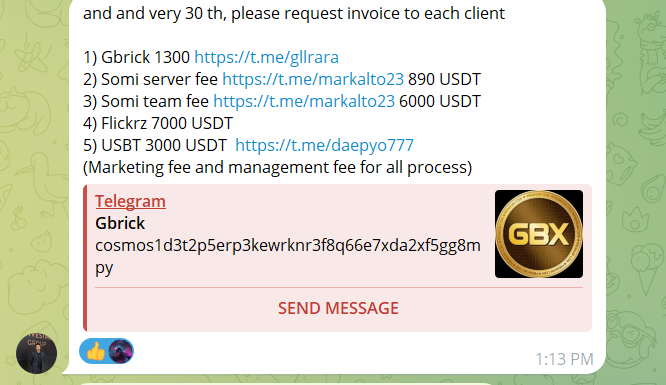 and and very 30 th, please request invoice to each client
1) Gbrick 1300 https://t.me/gllrara
2) Somi server fee https://t.me/markalto23 890 USDT
3) Somi team fee https://t.me/markalto23 6000 USDT
4) Flickrz 7000 USDT
5) USBT 3000 USDT  https://t.me/daepyo777
(Marketing fee and management fee for all process)
Telegram
Gbrick
cosmos1d3t2p5erp3kewrknr3f8q66e7xda2xf5gg8m
py
GBX
SEND MESSAGE
GROUP
1:13 PM